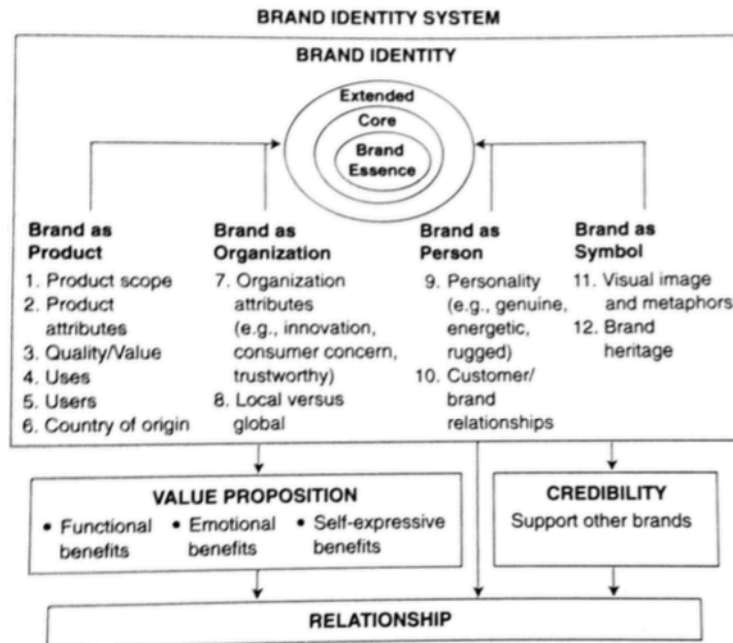 BRAND IDENTITY SYSTEM
BRAND IDENTITY
Extended
Core
Brand
Essence
Brand as
Product
1. Product scope
2. Product
attributes
3. Quality/Value
4. Uses
5. Users
6. Country of origin
Brand as
Organization
7. Organization
attributes
(e.g., innovation,
consumer concern,
trustworthy)
8. Local versus
global
Brand as
Person
9. Personality
(e.g., genuine,
energetic,
rugged)
10. Customer/
brand
relationships
Brand as
Symbol
11. Visual image
and metaphors
12. Brand
heritage
VALUE PROPOSITION
• Functional
benefits
• Emotional
benefits
• Self-expressive
benefits
CREDIBILITY
Support other brands
RELATIONSHIP